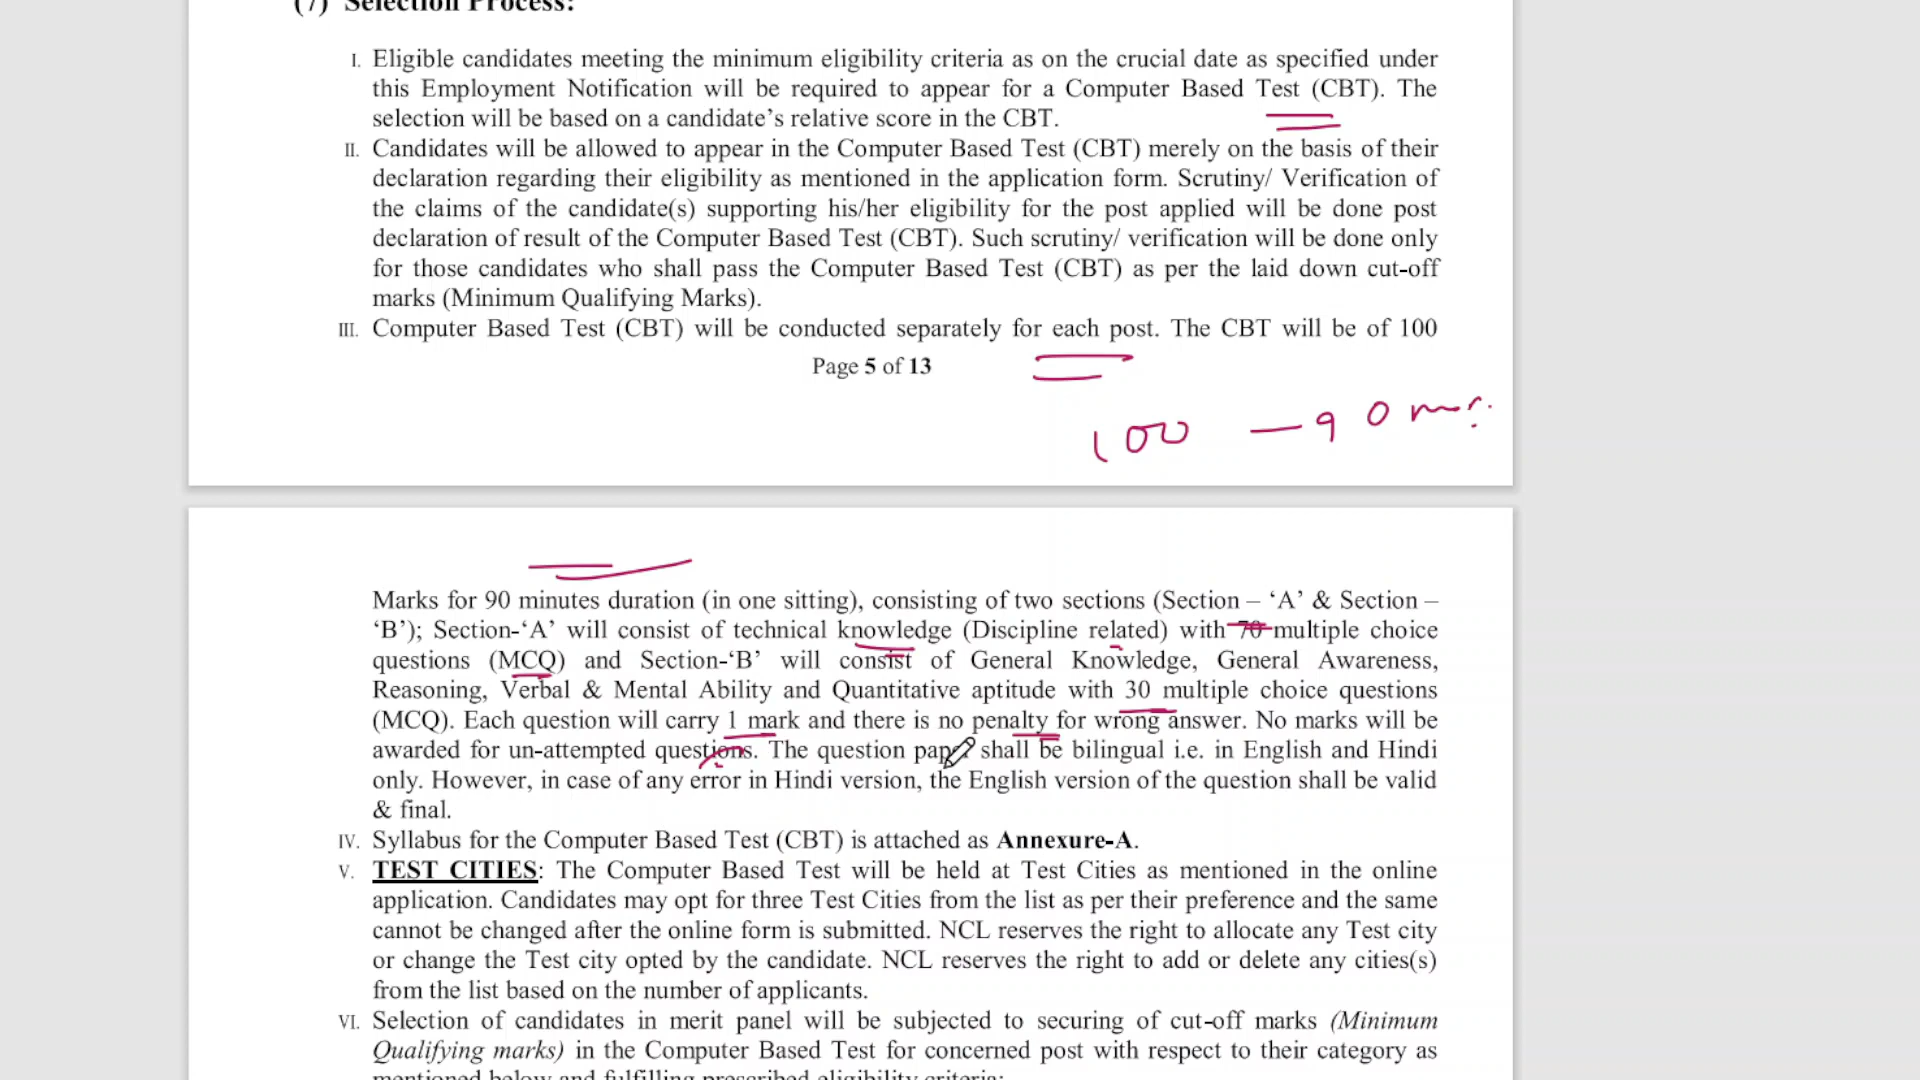 (7) Selection Process:
I. Eligible candidates meeting the minimum eligibility criteria as on the crucial date as specified under
this Employment Notification will be required to appear for a Computer Based Test (CBT). The
selection will be based on a candidate’s relative score in the CBT.
II. Candidates will be allowed to appear in the Computer Based Test (CBT) merely on the basis of their
declaration regarding their eligibility as mentioned in the application form. Scrutiny/ Verification of
the claims of the candidate(s) supporting his/her eligibility for the post applied will be done post
declaration of result of the Computer Based Test (CBT). Such scrutiny/ verification will be done only
for those candidates who shall pass the Computer Based Test (CBT) as per the laid down cut-off
marks (Minimum Qualifying Marks).
III. Computer Based Test (CBT) will be conducted separately for each post. The CBT will be of 100
Page 5 of 13
100 — 90
Marks for 90 minutes duration (in one sitting), consisting of two sections (Section – ‘A’ & Section –
‘B’); Section-‘A’ will consist of technical knowledge (Discipline related) with 70 multiple choice
questions (MCQ) and Section-‘B’ will consist of General Knowledge, General Awareness,
Reasoning, Verbal & Mental Ability and Quantitative aptitude with 30 multiple choice questions
(MCQ). Each question will carry 1 mark and there is no penalty for wrong answer. No marks will be
awarded for un-attempted questions. The question paper shall be bilingual i.e. in English and Hindi
only. However, in case of any error in Hindi version, the English version of the question shall be valid
& final.
IV. Syllabus for the Computer Based Test (CBT) is attached as Annexure-A.
V. TEST CITIES: The Computer Based Test will be held at Test Cities as mentioned in the online
application. Candidates may opt for three Test Cities from the list as per their preference and the same
cannot be changed after the online form is submitted. NCL reserves the right to allocate any Test city
or change the Test city opted by the candidate. NCL reserves the right to add or delete any cities(s)
from the list based on the number of applicants.
VI. Selection of candidates in merit panel will be subjected to securing of cut-off marks (Minimum
Qualifying marks) in the Computer Based Test for concerned post with respect to their category as
mentioned below and fulfilling prescribed eligibility criteria: